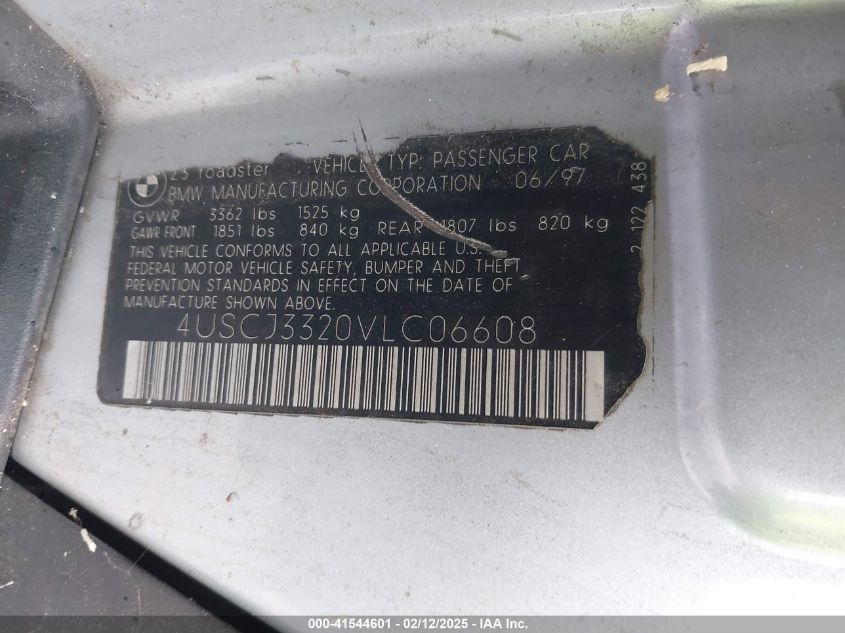 Z3 roadster VEHICLE TYP: PASSENGER CAR
BMW MANUFACTURING CORPORATION 06/97
GVWR 3362 lbs 1525 kg
GAWR FRONT 1851 lbs 840 kg REAR 1807 lbs 820 kg
THIS VEHICLE CONFORMS TO ALL APPLICABLE U.S.
FEDERAL MOTOR VEHICLE SAFETY, BUMPER AND THEFT
PREVENTION STANDARDS IN EFFECT ON THE DATE OF
MANUFACTURE SHOWN ABOVE.
4USCJ3320VLC06608
2 122 438
000-41544601 - 02/12/2025 - IAA Inc.